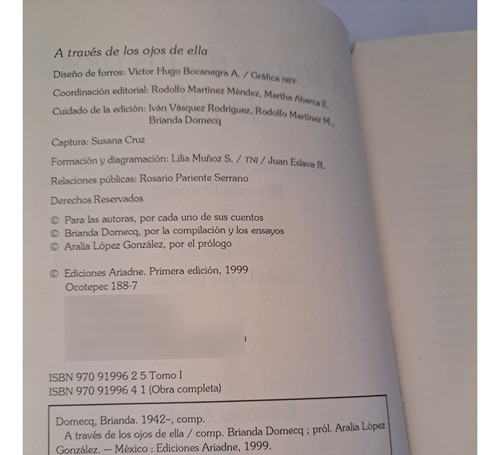 A través de los ojos de ella
Diseño de forros: Víctor Hugo Bocanegra A. / Gráfica NIFF
Coordinación editorial: Rodolfo Martínez Méndez, Martha Abarca E.
Cuidado de la edición: Iván Vásquez Rodríguez, Rodolfo Martínez M.,
Brianda Domecq
Captura: Susana Cruz
Formación y diagramación: Lilia Muñoz S. / TNI / Juan Eslava R.
Relaciones públicas: Rosario Pariente Serrano
Derechos Reservados
© Para las autoras, por cada uno de sus cuentos
© Brianda Domecq, por la compilación y los ensayos
© Aralia López González, por el prólogo
© Ediciones Ariadne. Primera edición, 1999
Ocotepec 188-7
ISBN 970 91996 2 5 Tomo I
ISBN 970 91996 4 1 (Obra completa)
Domecq, Brianda. 1942-, comp.
A través de los ojos de ella / comp. Brianda Domecq ; pról. Aralia López
González. — México : Ediciones Ariadne, 1999.